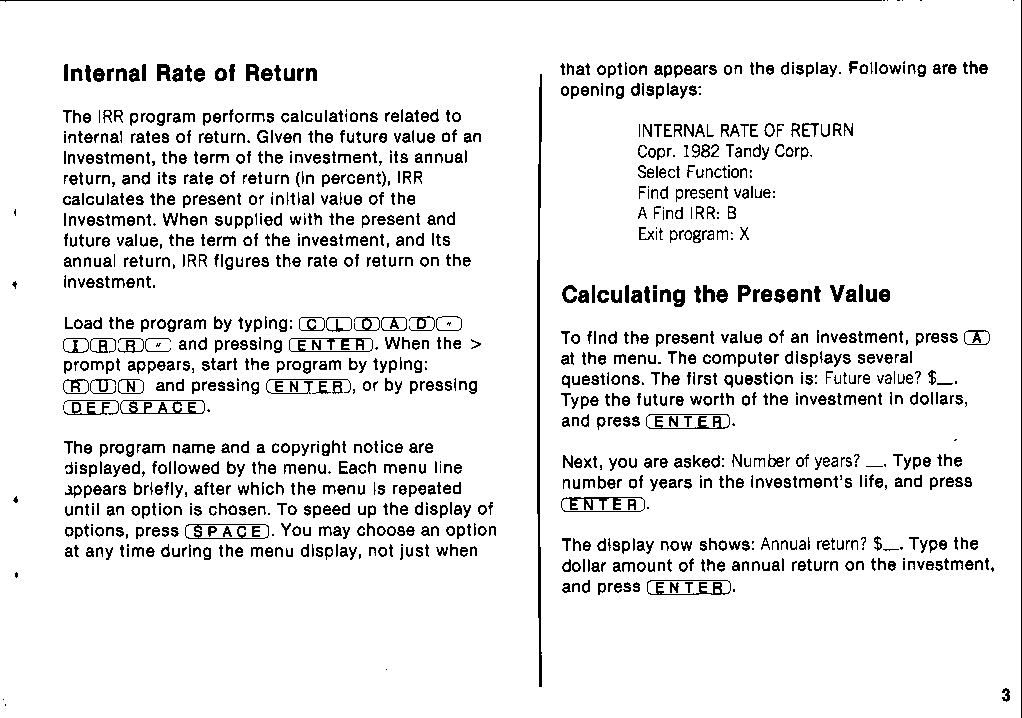 Internal Rate of Return
The IRR program performs calculations related to
internal rates of return. Given the future value of an
investment, the term of the investment, its annual
return, and its rate of return (in percent), IRR
calculates the present or initial value of the
investment. When supplied with the present and
future value, the term of the investment, and its
annual return, IRR figures the rate of return on the
investment.
Load the program by typing: C L O A D "
I R R " and pressing ENTER. When the >
prompt appears, start the program by typing:
R U N and pressing ENTER, or by pressing
DEF SPACE.
The program name and a copyright notice are
displayed, followed by the menu. Each menu line
appears briefly, after which the menu is repeated
until an option is chosen. To speed up the display of
options, press SPACE. You may choose an option
at any time during the menu display, not just when
that option appears on the display. Following are the
opening displays:
INTERNAL RATE OF RETURN
Copr. 1982 Tandy Corp.
Select Function:
Find present value:
A Find IRR: B
Exit program: X
Calculating the Present Value
To find the present value of an investment, press A
at the menu. The computer displays several
questions. The first question is: Future value? $_.
Type the future worth of the investment in dollars,
and press ENTER.
Next, you are asked: Number of years? _. Type the
number of years in the investment's life, and press
ENTER.
The display now shows: Annual return? $_. Type the
dollar amount of the annual return on the investment,
and press ENTER.
3